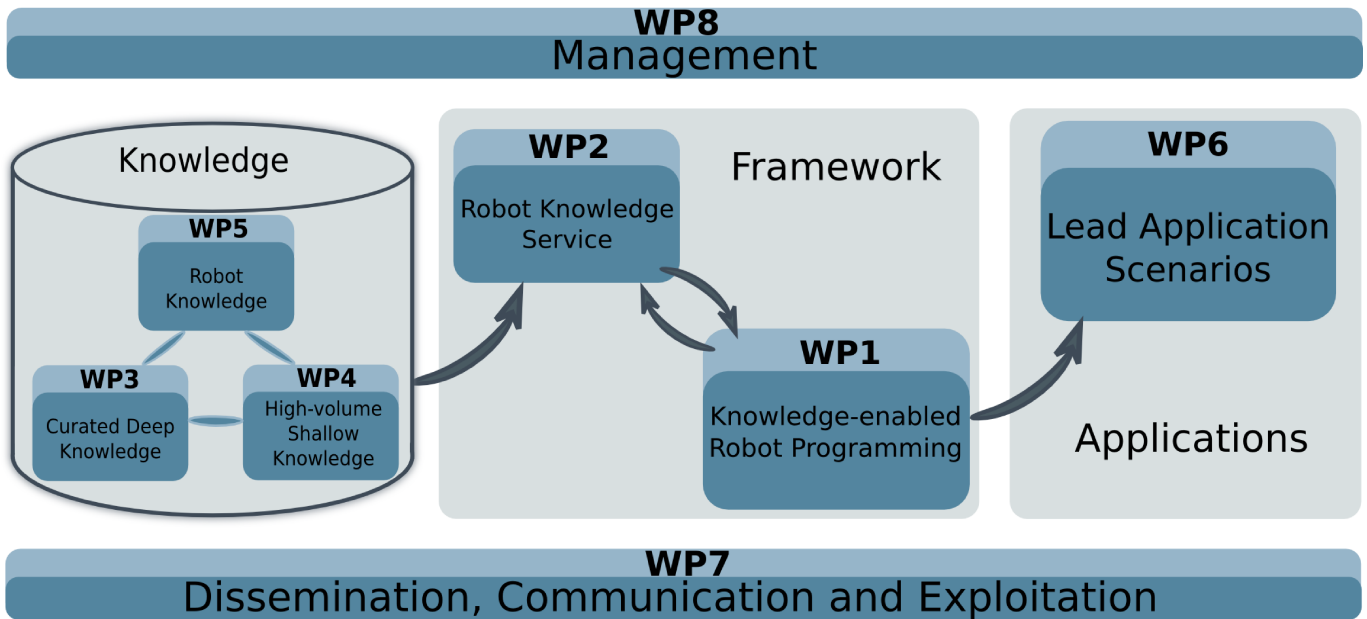 WP8
Management
Knowledge
WP5
Robot
Knowledge
WP3
Curated Deep
Knowledge
WP4
High-volume
Shallow
Knowledge
WP2
Robot Knowledge
Service
Framework
WP1
Knowledge-enabled
Robot Programming
WP6
Lead Application
Scenarios
Applications
WP7
Dissemination, Communication and Exploitation